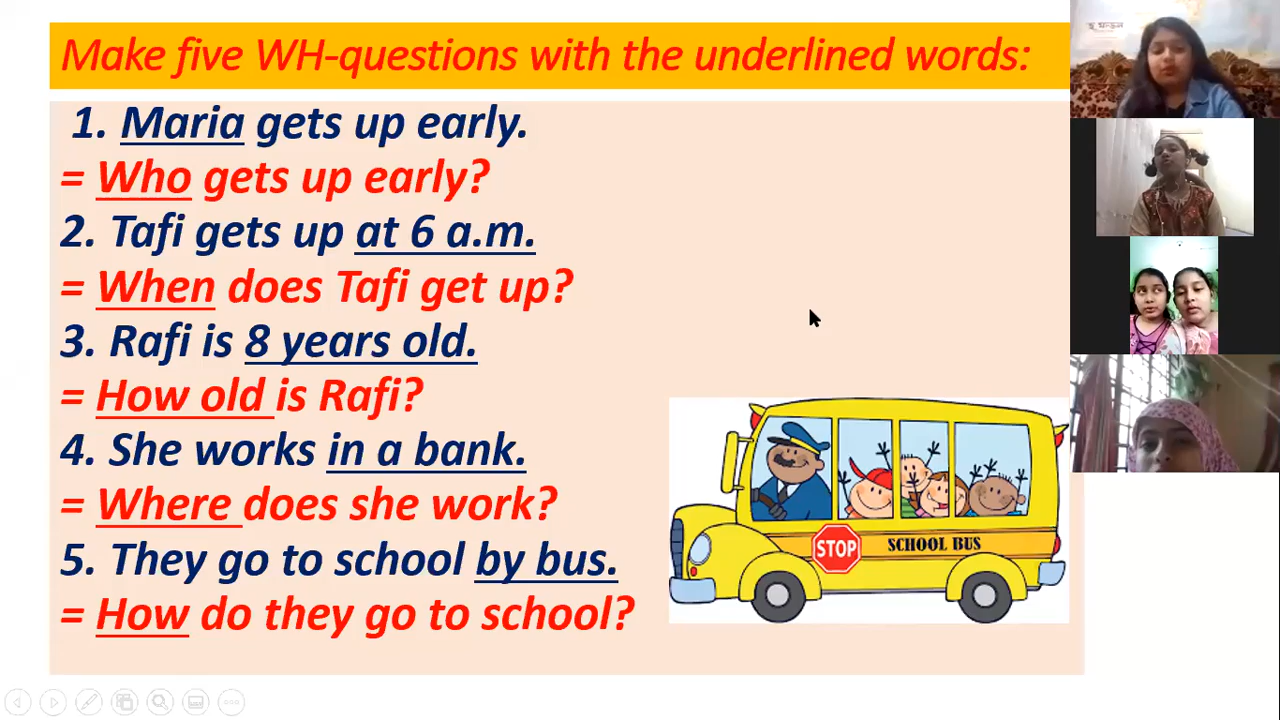 Make five WH-questions with the underlined words:
1. Maria gets up early.
= Who gets up early?
2. Tafi gets up at 6 a.m.
= When does Tafi get up?
3. Rafi is 8 years old.
= How old is Rafi?
4. She works in a bank.
= Where does she work?
5. They go to school by bus.
= How do they go to school?
STOP
SCHOOL BUS